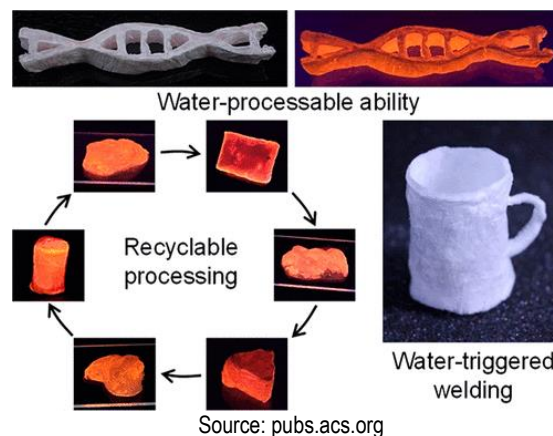 Water-processable ability
Recyclable
processing
Water-triggered
welding
Source: pubs.acs.org